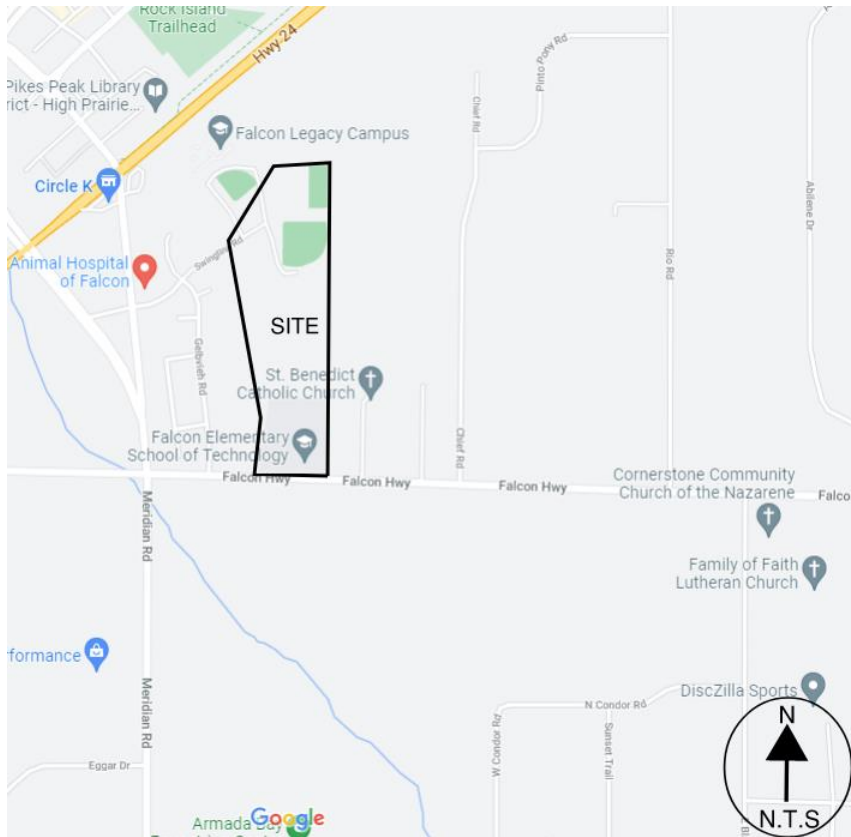 Rock Island
Trailhead
Hwy 24
Pinto Pony Rd
Pikes Peak Library
rict - High Prairie...
Chief Rd
Falcon Legacy Campus
Circle K
Abilene Dr
Swingline Rd
Rio Rd
Animal Hospital
of Falcon
SITE
Gelbvieh Rd
St. Benedict
Catholic Church
Falcon Elementary
School of Technology
Chief Rd
Falcon Hwy
Falcon Hwy
Falcon Hwy
Cornerstone Community
Church of the Nazarene
Falco
Meridian Rd
Family of Faith
Lutheran Church
rformance
Meridian Rd
DiscZilla Sports
N Condor Rd
W Condor Rd
Sunset Trail
N
Eggar Dr
Google
Armada Bay
N.T.S